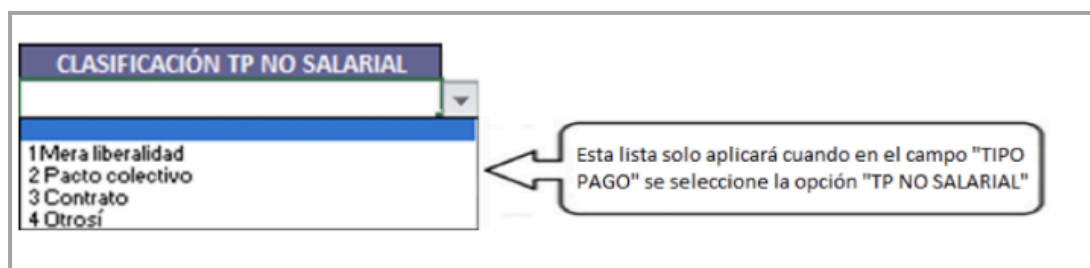 CLASIFICACIÓN TP NO SALARIAL
1 Mera liberalidad
2 Pacto colectivo
3 Contrato
4 Otrosí
Esta lista solo aplicará cuando en el campo "TIPO
PAGO" se seleccione la opción "TP NO SALARIAL"